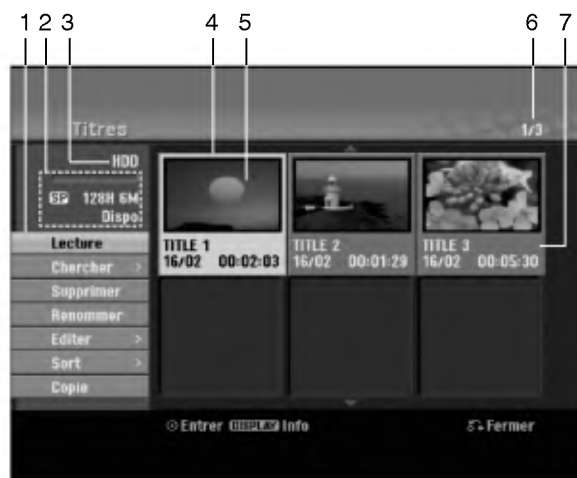 1 2 3 4 5 6 7
Titres 1/3
HDD
SP 128H 6M
Dispo
Lecture
Chercher >
Supprimer
Renommer
Editer >
Sort >
Copie
TITLE 1
16/02 00:02:03
TITLE 2
16/02 00:01:29
TITLE 3
16/02 00:05:30
Entrer DISPLAY Info Fermer